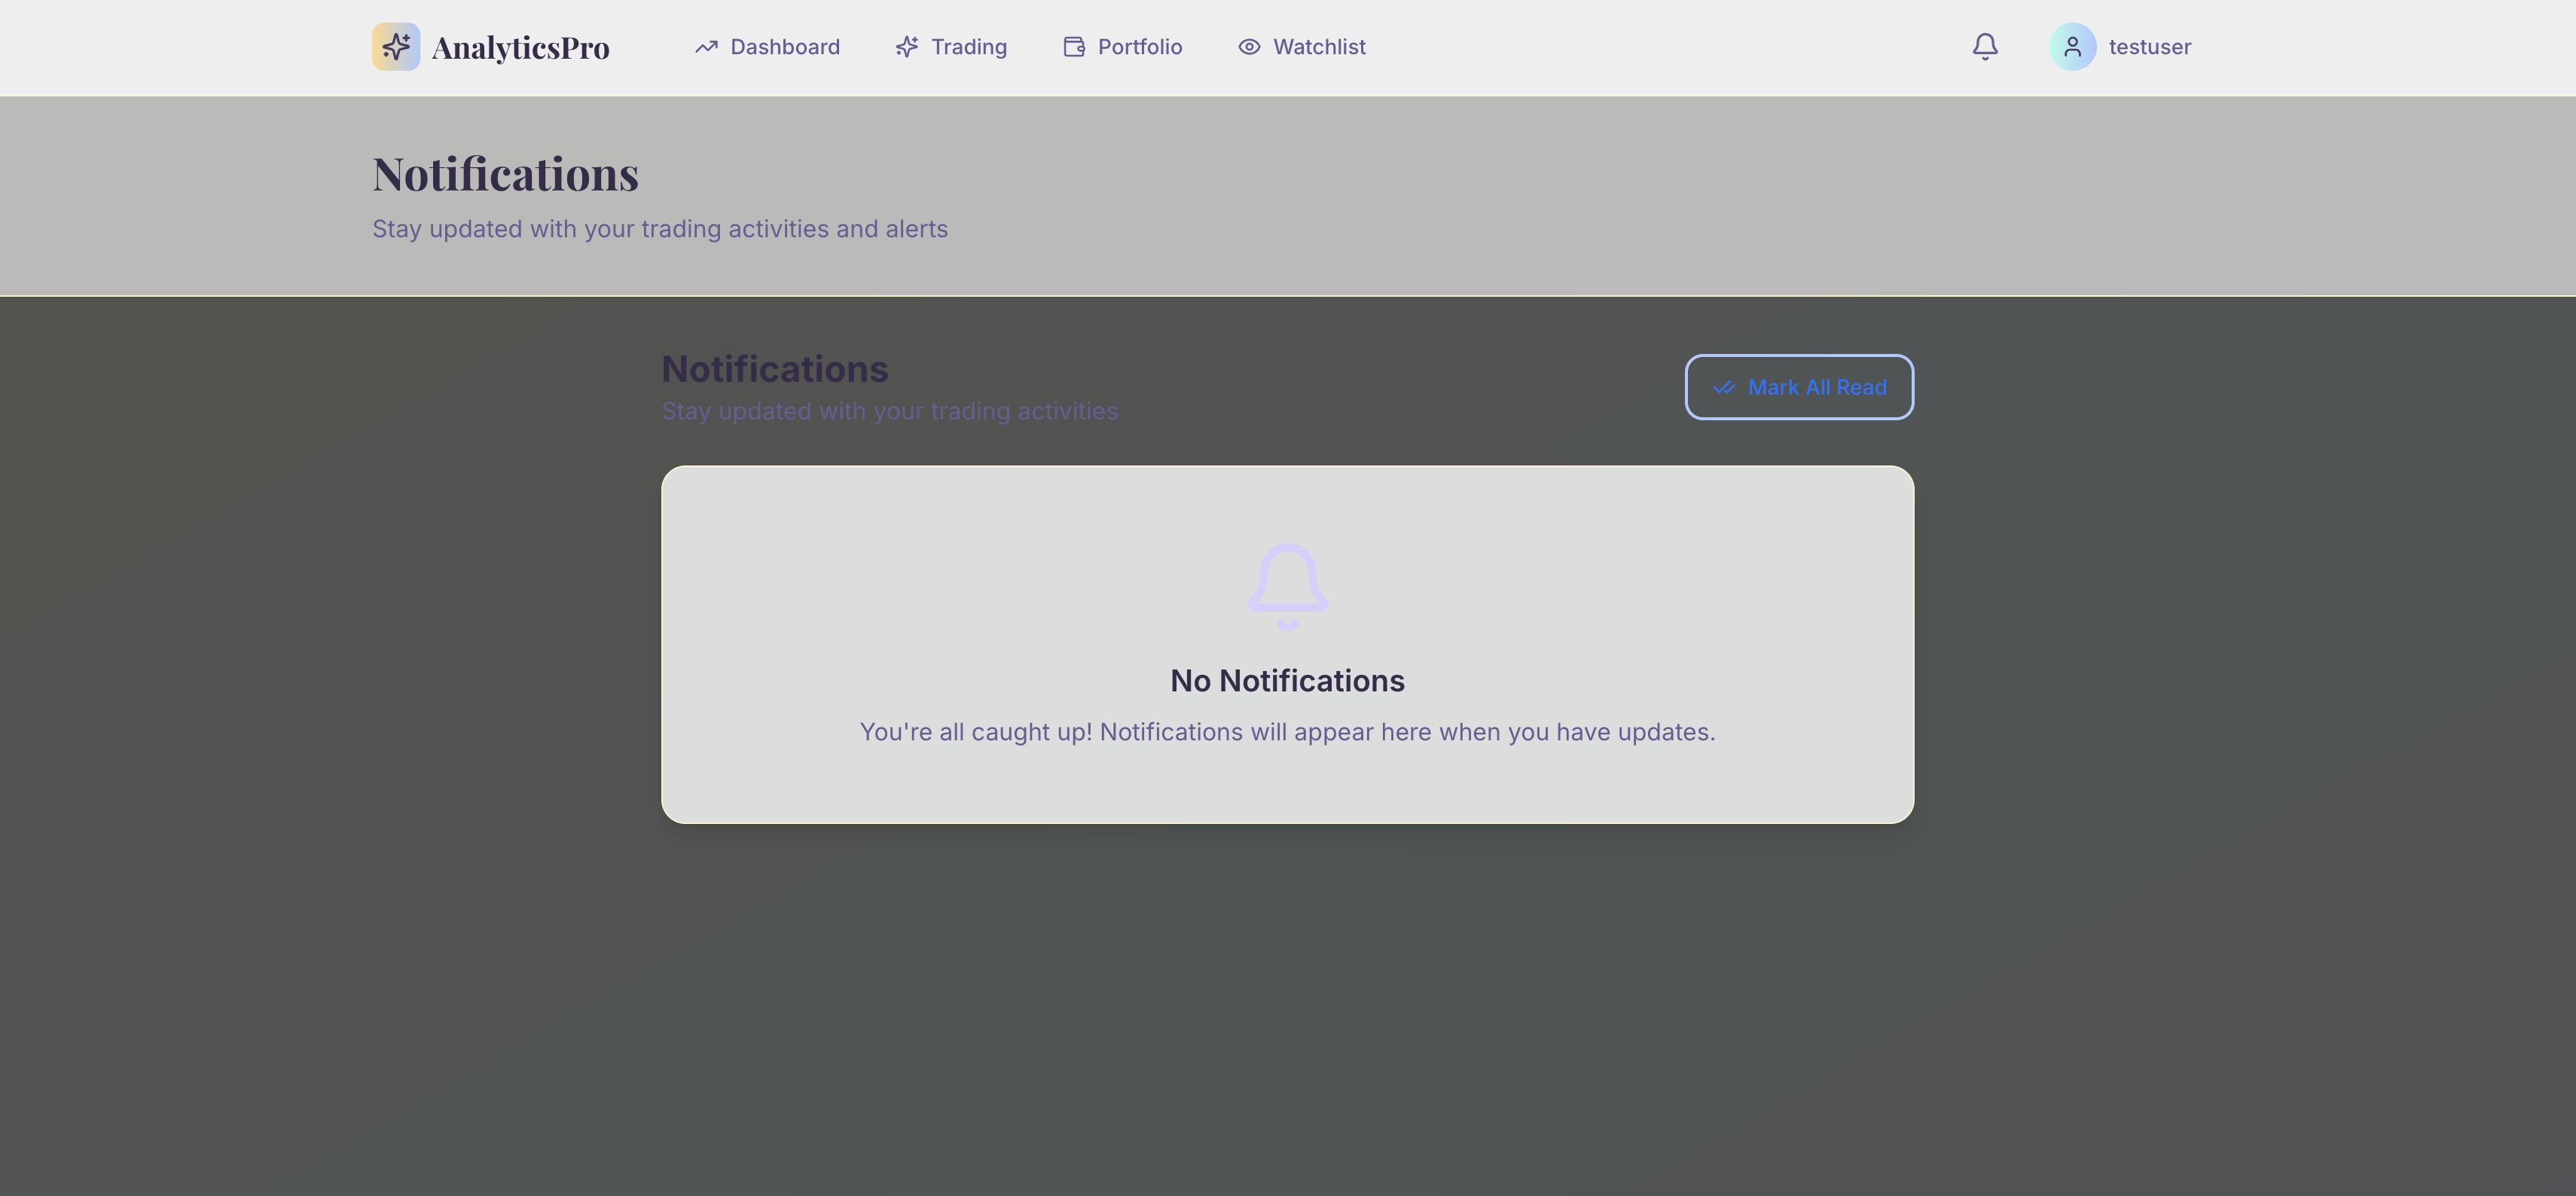 AnalyticsPro
Dashboard
Trading
Portfolio
Watchlist
testuser
Notifications
Stay updated with your trading activities and alerts
Notifications
Stay updated with your trading activities
Mark All Read
No Notifications
You're all caught up! Notifications will appear here when you have updates.